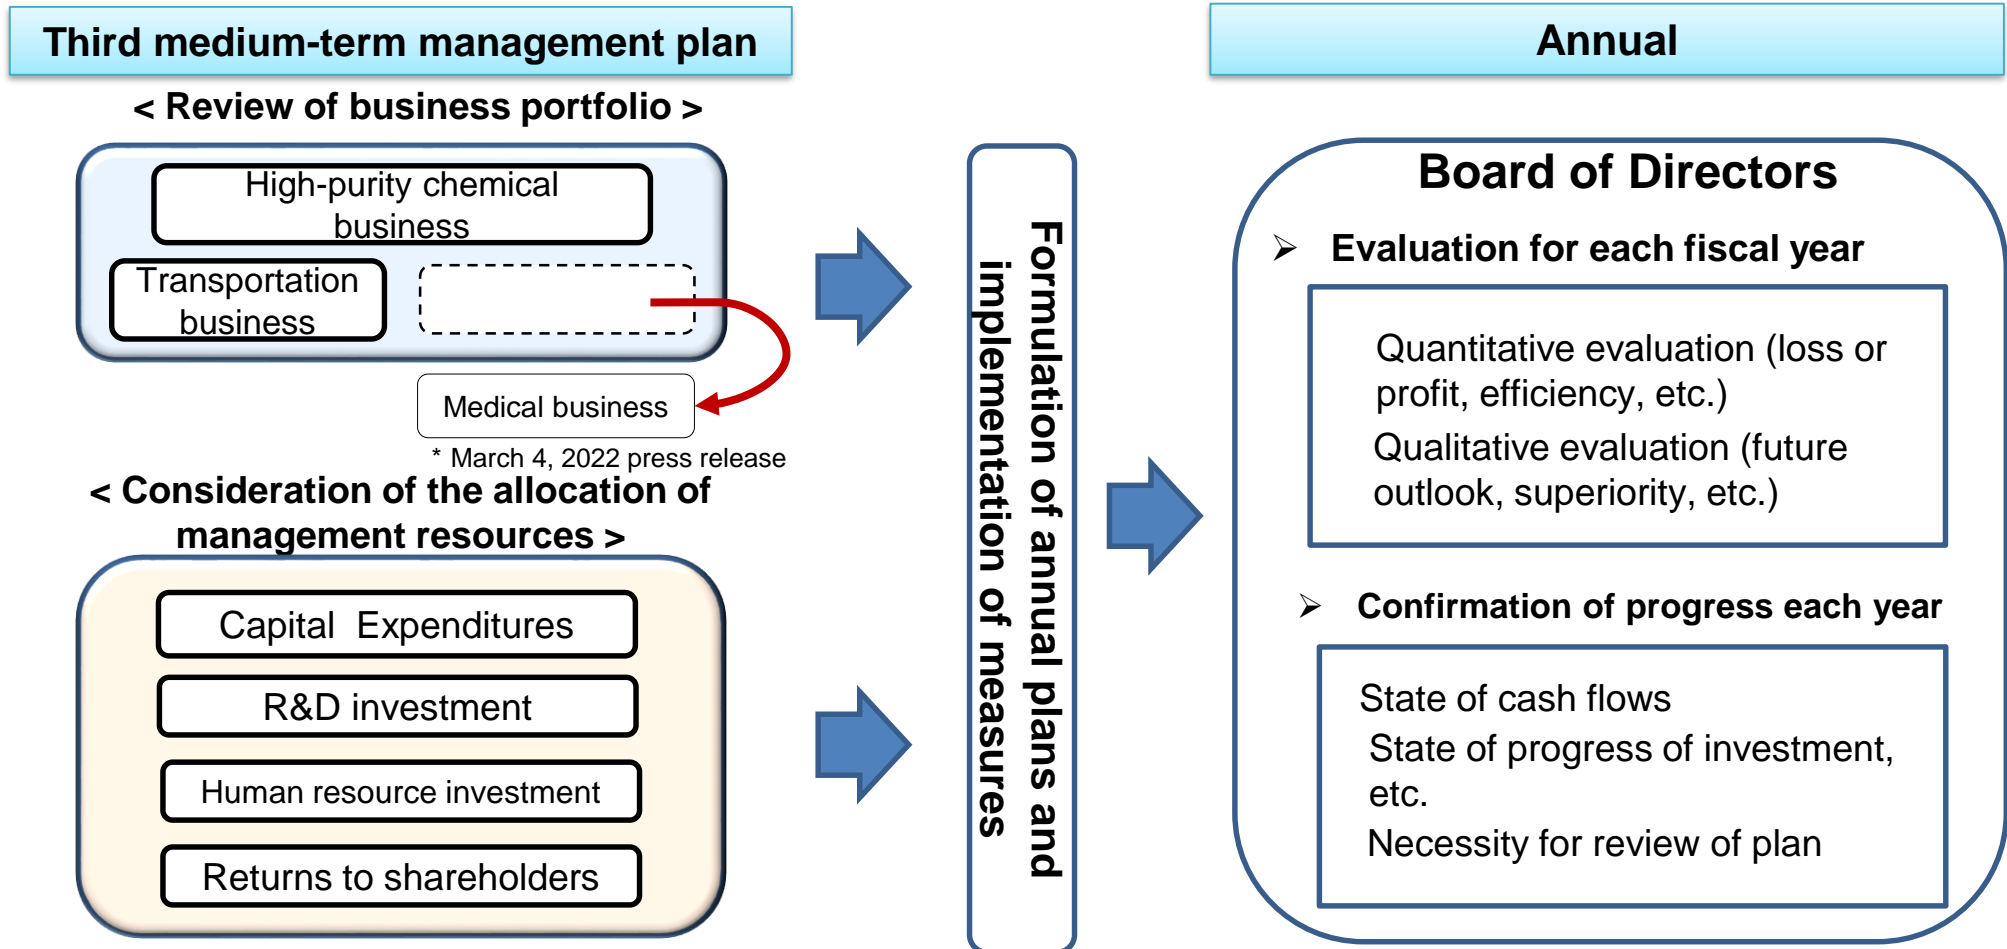 Third medium-term management plan
< Review of business portfolio >
High-purity chemical
business
Transportation
business
Medical business
* March 4, 2022 press release
< Consideration of the allocation of
management resources >
Capital  Expenditures
R&D investment
Human resource investment
Returns to shareholders
Formulation of annual plans and
implementation of measures
Annual
Board of Directors
➢ Evaluation for each fiscal year
Quantitative evaluation (loss or
profit, efficiency, etc.)
Qualitative evaluation (future
outlook, superiority, etc.)
➢ Confirmation of progress each year
State of cash flows
State of progress of investment,
etc.
Necessity for review of plan